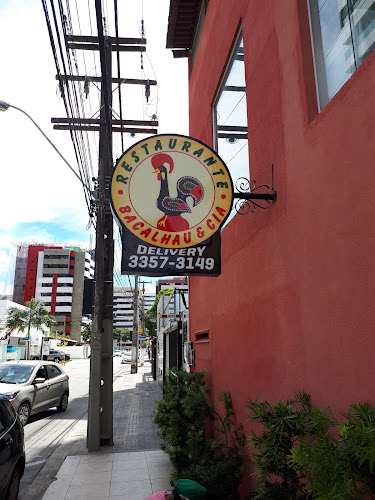 RESTAURANTE
BACALHAU & CIA
DELIVERY
3357-3149